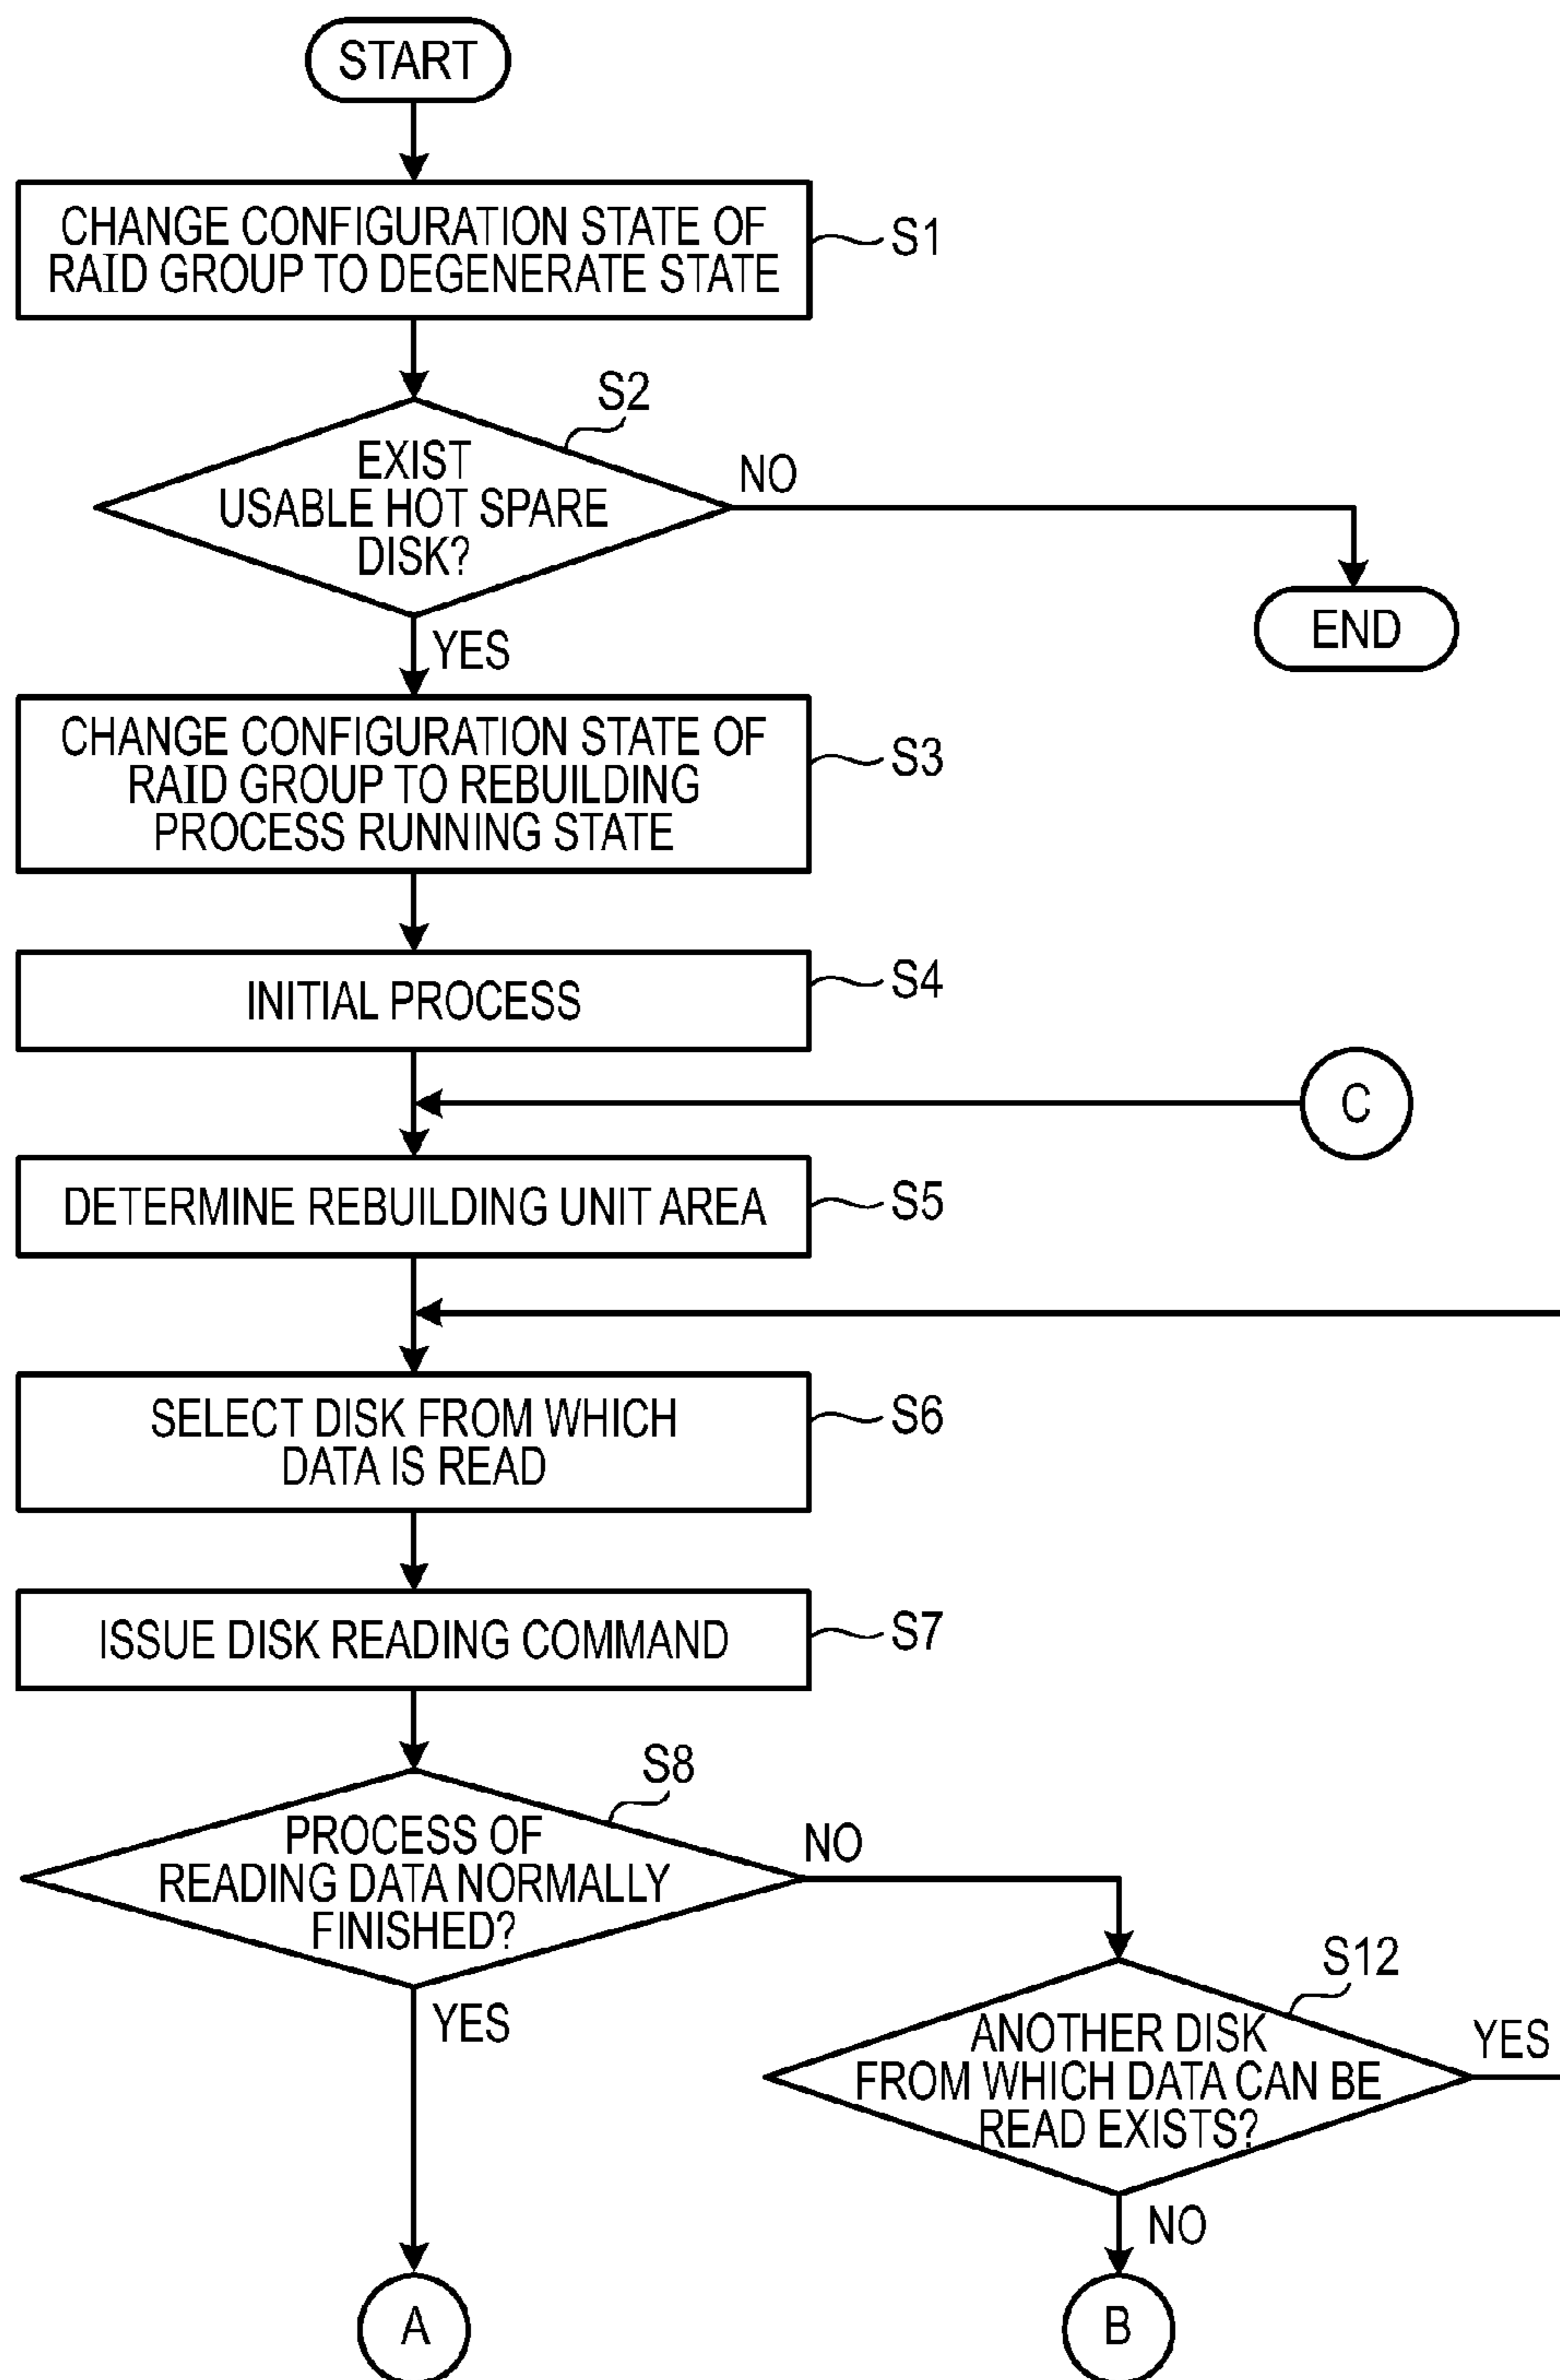 START
CHANGE CONFIGURATION STATE OF
RAID GROUP TO DEGENERATE STATE
S1
S2
EXIST
USABLE HOT SPARE
DISK?
NO
END
YES
CHANGE CONFIGURATION STATE OF
RAID GROUP TO REBUILDING
PROCESS RUNNING STATE
S3
INITIAL PROCESS
S4
C
DETERMINE REBUILDING UNIT AREA
S5
SELECT DISK FROM WHICH
DATA IS READ
S6
ISSUE DISK READING COMMAND
S7
S8
PROCESS OF
READING DATA NORMALLY
FINISHED?
NO
YES
S12
ANOTHER DISK
FROM WHICH DATA CAN BE
READ EXISTS?
YES
NO
A
B